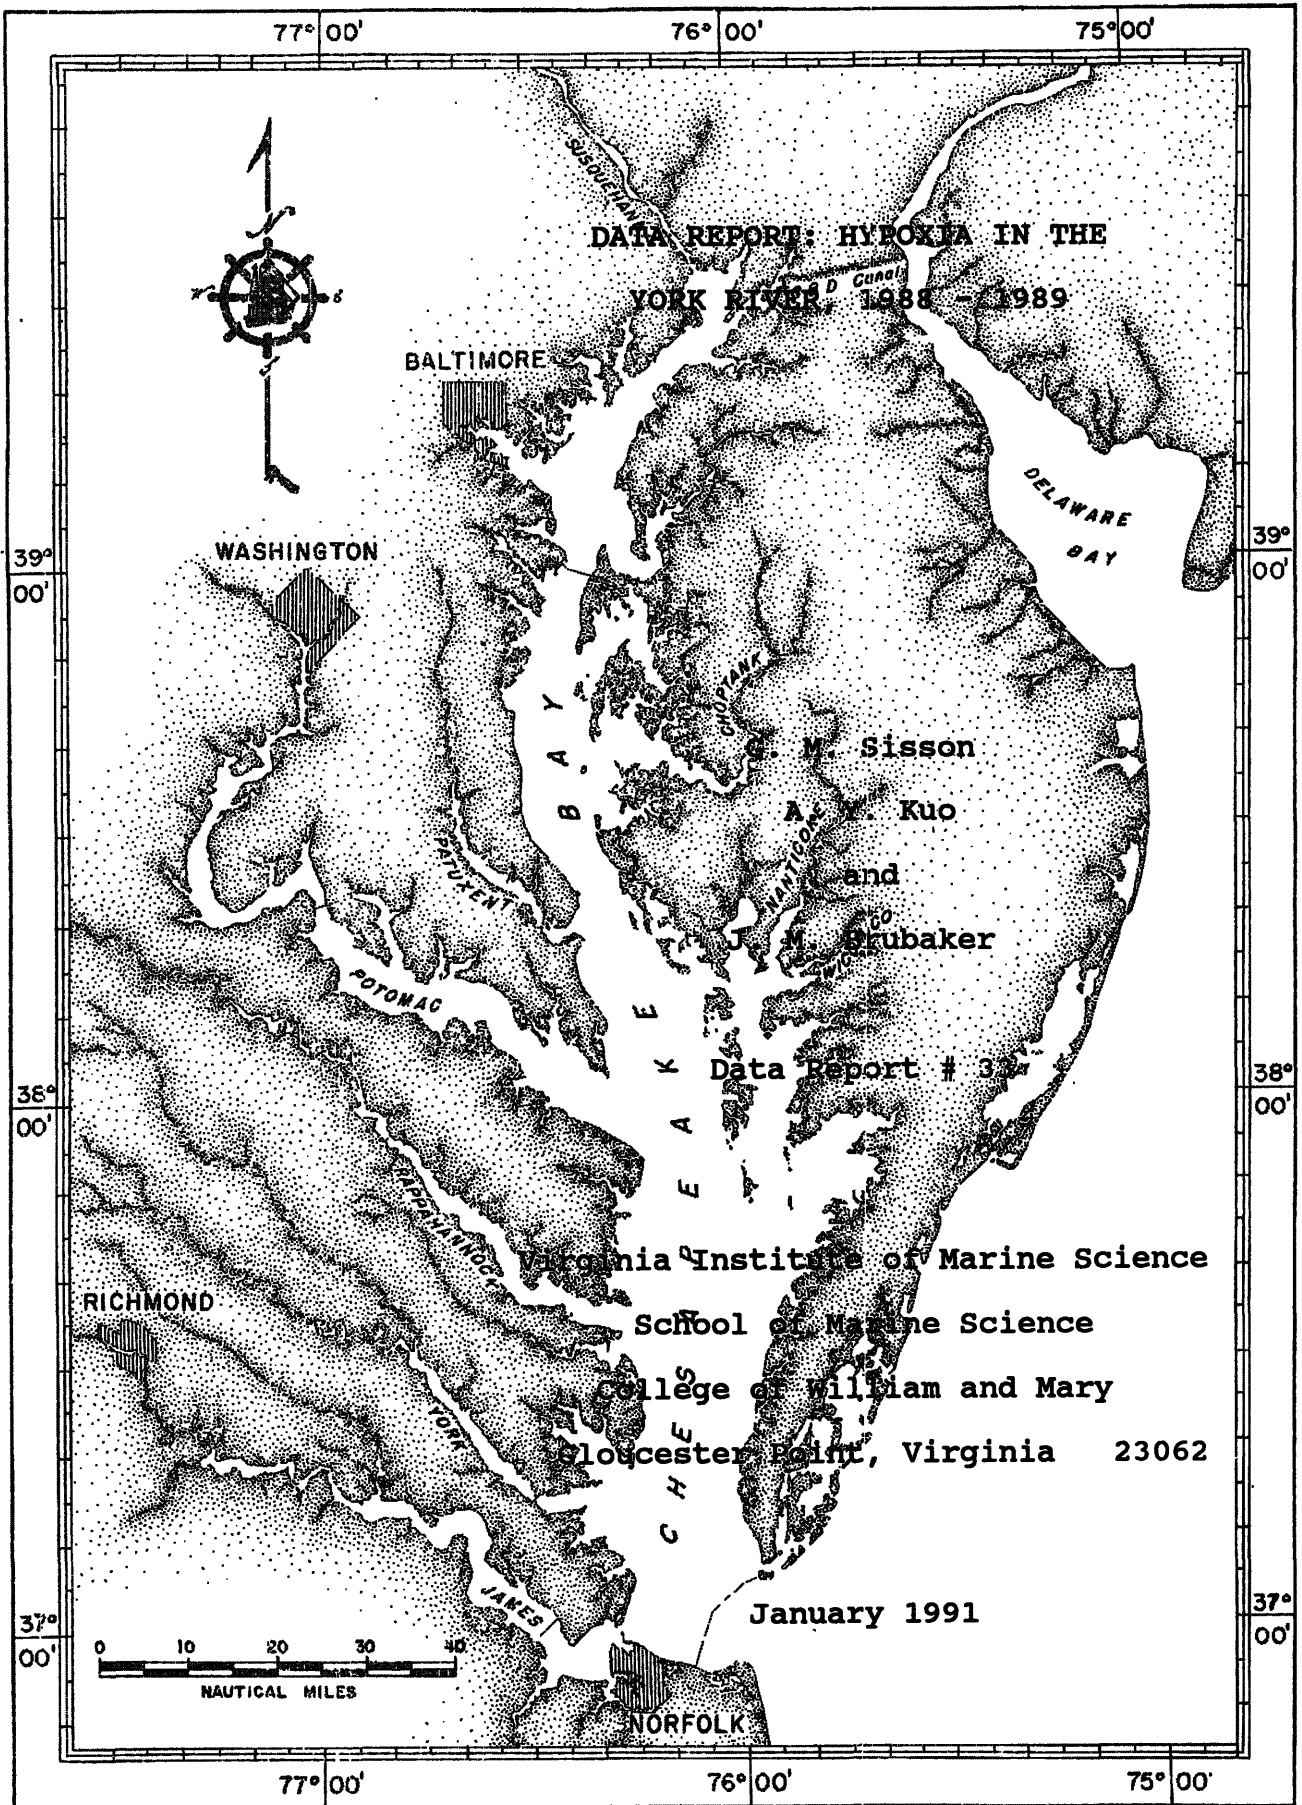 77° 00'
76° 00'
75° 00'
SUSQUEHANNA
DATA REPORT: HYPOXIA IN THE
D Canal
YORK RIVER, 1988 - 1989
N
BALTIMORE
DELAWARE
BAY
WASHINGTON
39°
00'
39°
00'
CHOPTANK
G. M. Sisson
A. Y. Kuo
NANTICOKE
and
PATUXENT
J. M. Brubaker
POTOMAC
Data Report # 33
38°
00'
38°
00'
CHESAPEAKE BAY
RAPPAHANNOCK
Virginia Institute of Marine Science
RICHMOND
School of Marine Science
College of William and Mary
YORK
Gloucester Point, Virginia 23062
JAMES
January 1991
37°
00'
37°
00'
0 10 20 30 40
NAUTICAL MILES
NORFOLK
77° 00'
76° 00'
75° 00'